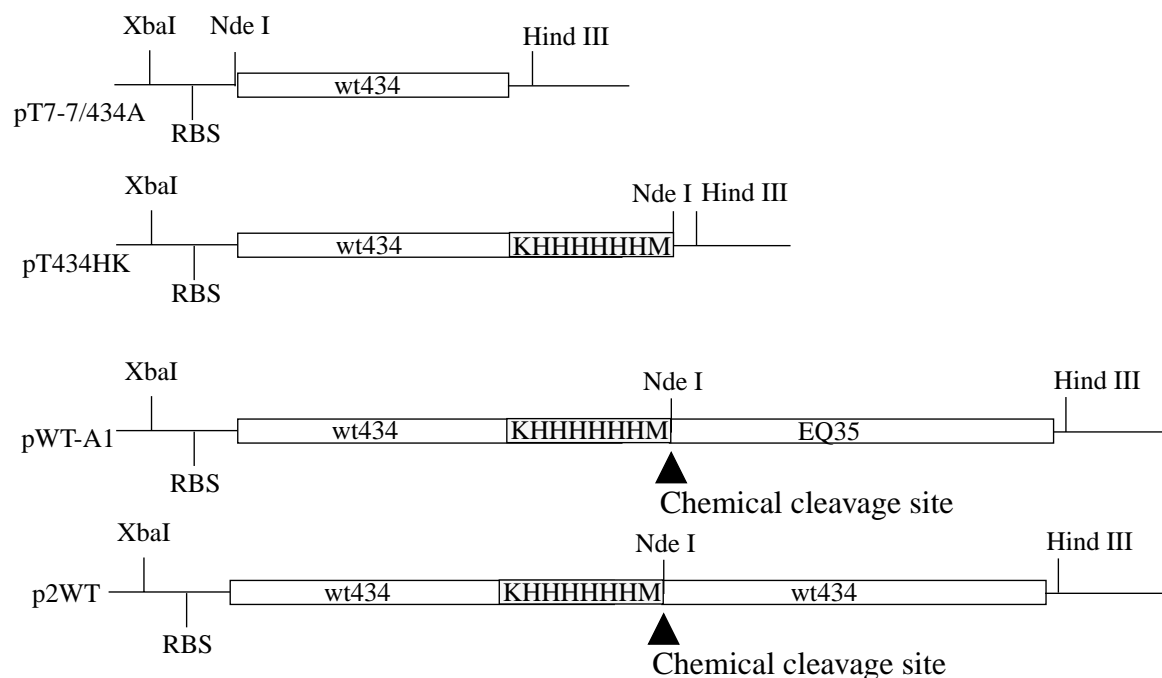 XbaI
Nde I
Hind III
wt434
pT7-7/434A
RBS
XbaI
Nde I
Hind III
wt434
KHHHHHHM
pT434HK
RBS
XbaI
Nde I
Hind III
pWT-A1
wt434
KHHHHHHM
EQ35
RBS
Chemical cleavage site
XbaI
Nde I
Hind III
p2WT
wt434
KHHHHHHM
wt434
RBS
Chemical cleavage site